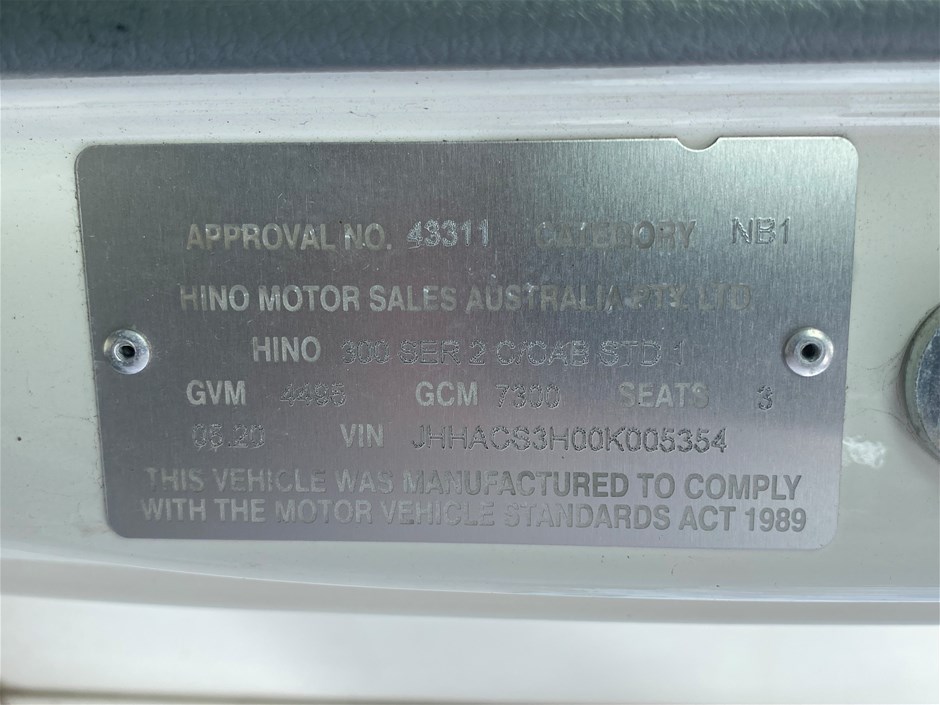 APPROVAL NO. 43311 CATEGORY NB1
HINO MOTOR SALES AUSTRALIA PTY. LTD.
HINO 300 SER 2 C/CAB STD 1
GVM 4495 GCM 7300 SEATS 3
05.20 VIN JHHACS3H00K005354
THIS VEHICLE WAS MANUFACTURED TO COMPLY
WITH THE MOTOR VEHICLE STANDARDS ACT 1989